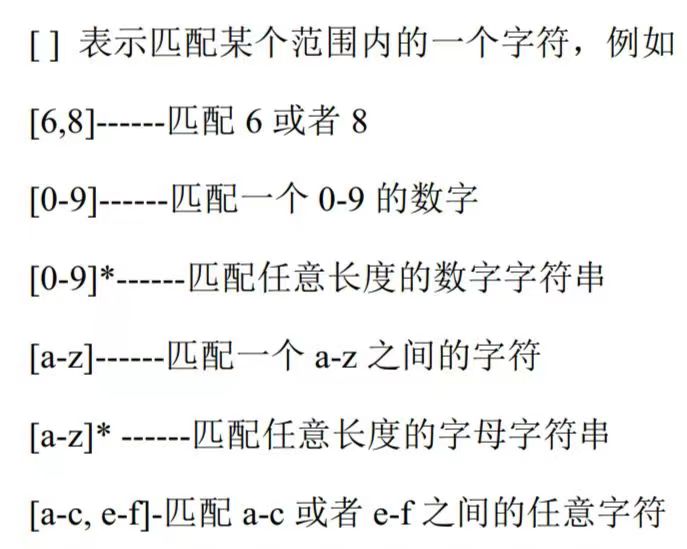 [ ] 表示匹配某个范围内的一个字符，例如
[6,8]------匹配 6 或者 8
[0-9]------匹配一个 0-9 的数字
[0-9]*------匹配任意长度的数字字符串
[a-z]------匹配一个 a-z 之间的字符
[a-z]* ------匹配任意长度的字母字符串
[a-c, e-f]-匹配 a-c 或者 e-f 之间的任意字符